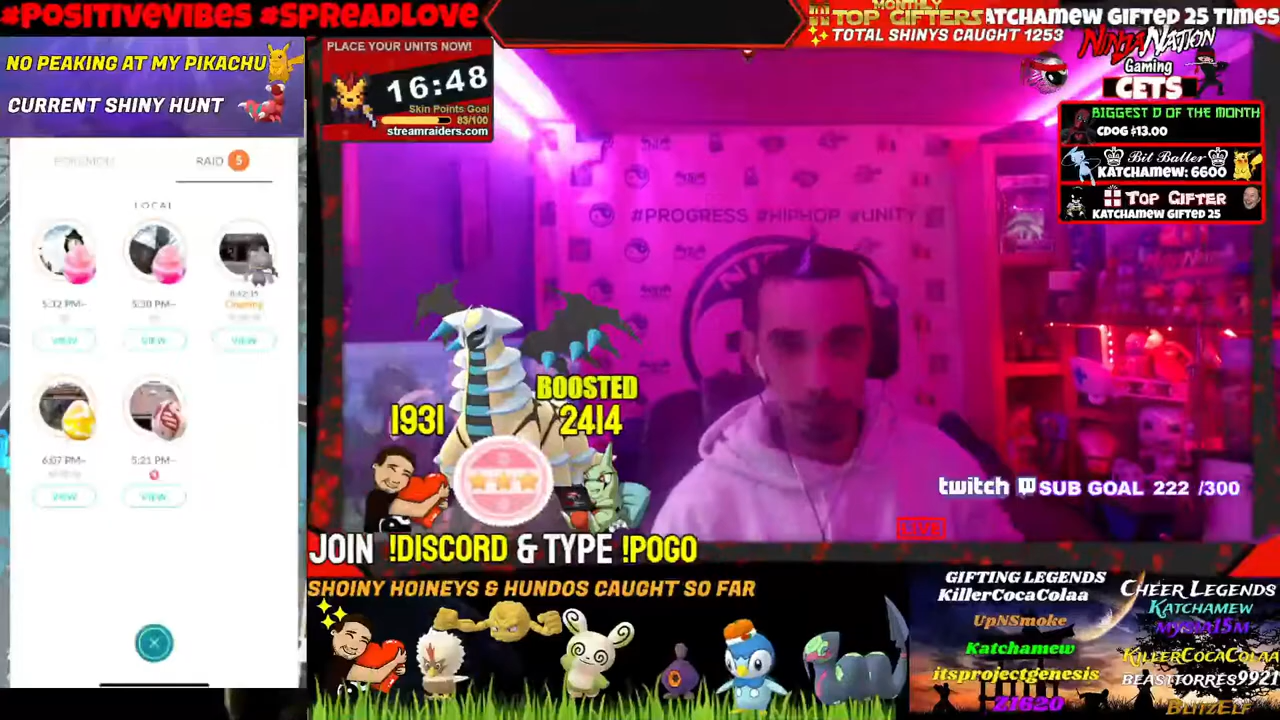 #POSITIVEVIBES #SPREADLOVE
MONTHLY
TOP GIFTERS
ATCHAMEW GIFTED 25 TIMES
TOTAL SHINYS CAUGHT 1253
NO PEAKING AT MY PIKACHU
CURRENT SHINY HUNT
POKÉMON
RAID 5
LOCAL
5:32 PM~
5:30 PM~
VIEW
VIEW
VIEW
6:07 PM~
5:21 PM~
VIEW
VIEW
PLACE YOUR UNITS NOW!
16:48
Skin Points Goal
83/100
streamraiders.com
#PROGRESS #HIPHOP #UNITY
NINJA NATION
Gaming
CETS
BIGGEST D OF THE MONTH
CDOG $13.00
Bit Baller
KATCHAMEW: 6600
TOP GIFTER
KATCHAMEW GIFTED 25
1931
BOOSTED
2414
twitch SUB GOAL 222 /300
LIVE
JOIN !DISCORD & TYPE !POGO
SHOINY HOINEYS & HUNDOS CAUGHT SO FAR
GIFTING LEGENDS
KillerCocaColaa
UpNSmoke
Katchamew
itsprojectgenesis
ZI620
CHEER LEGENDS
KATCHAMEW
MYSTA15M
KILLERCOCACOLAA
BEASTTORRES9921
BLITZELF